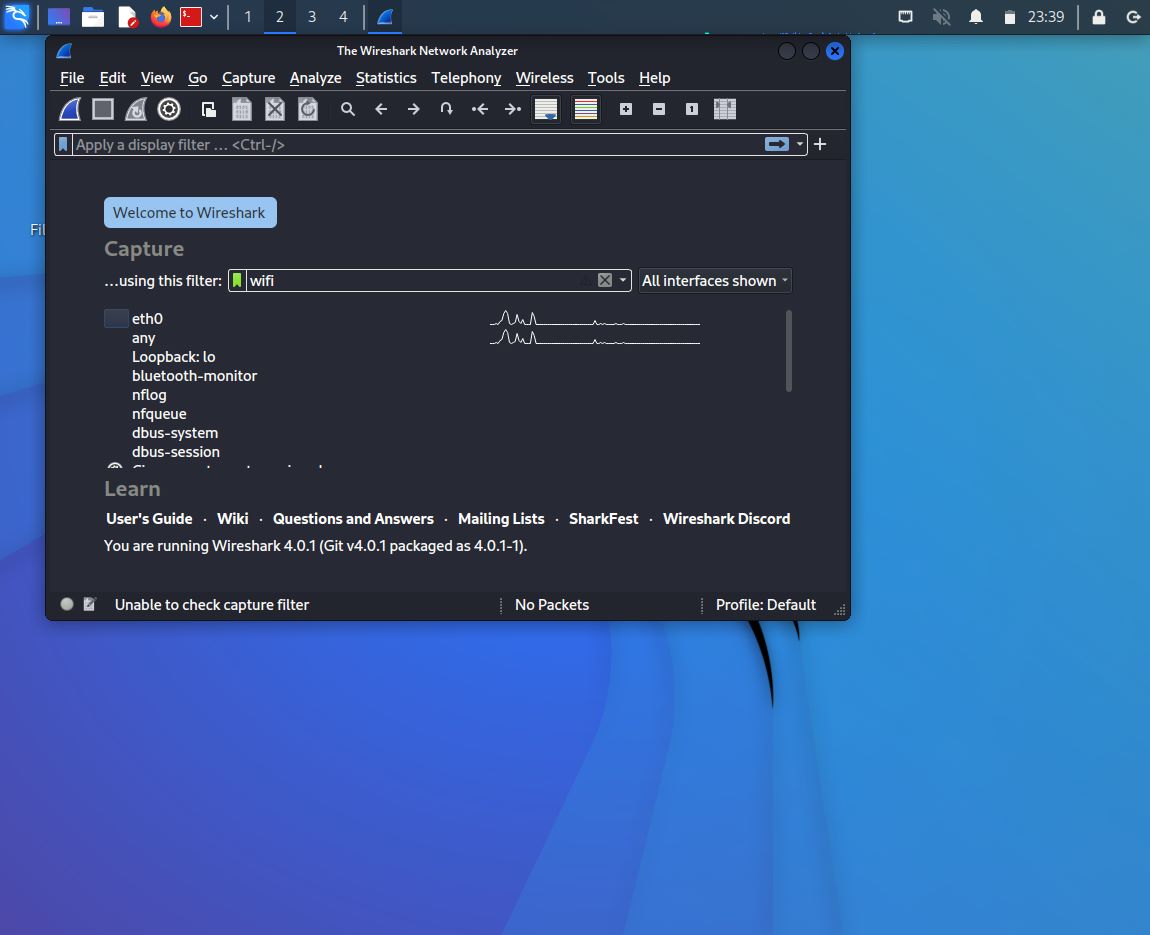 1 2 3 4 23:39
The Wireshark Network Analyzer
File Edit View Go Capture Analyze Statistics Telephony Wireless Tools Help
Apply a display filter … <Ctrl-/>
Welcome to Wireshark
Fil
Capture
…using this filter: wifi All interfaces shown
eth0
any
Loopback: lo
bluetooth-monitor
nflog
nfqueue
dbus-system
dbus-session
Learn
User's Guide · Wiki · Questions and Answers · Mailing Lists · SharkFest · Wireshark Discord
You are running Wireshark 4.0.1 (Git v4.0.1 packaged as 4.0.1-1).
Unable to check capture filter No Packets Profile: Default